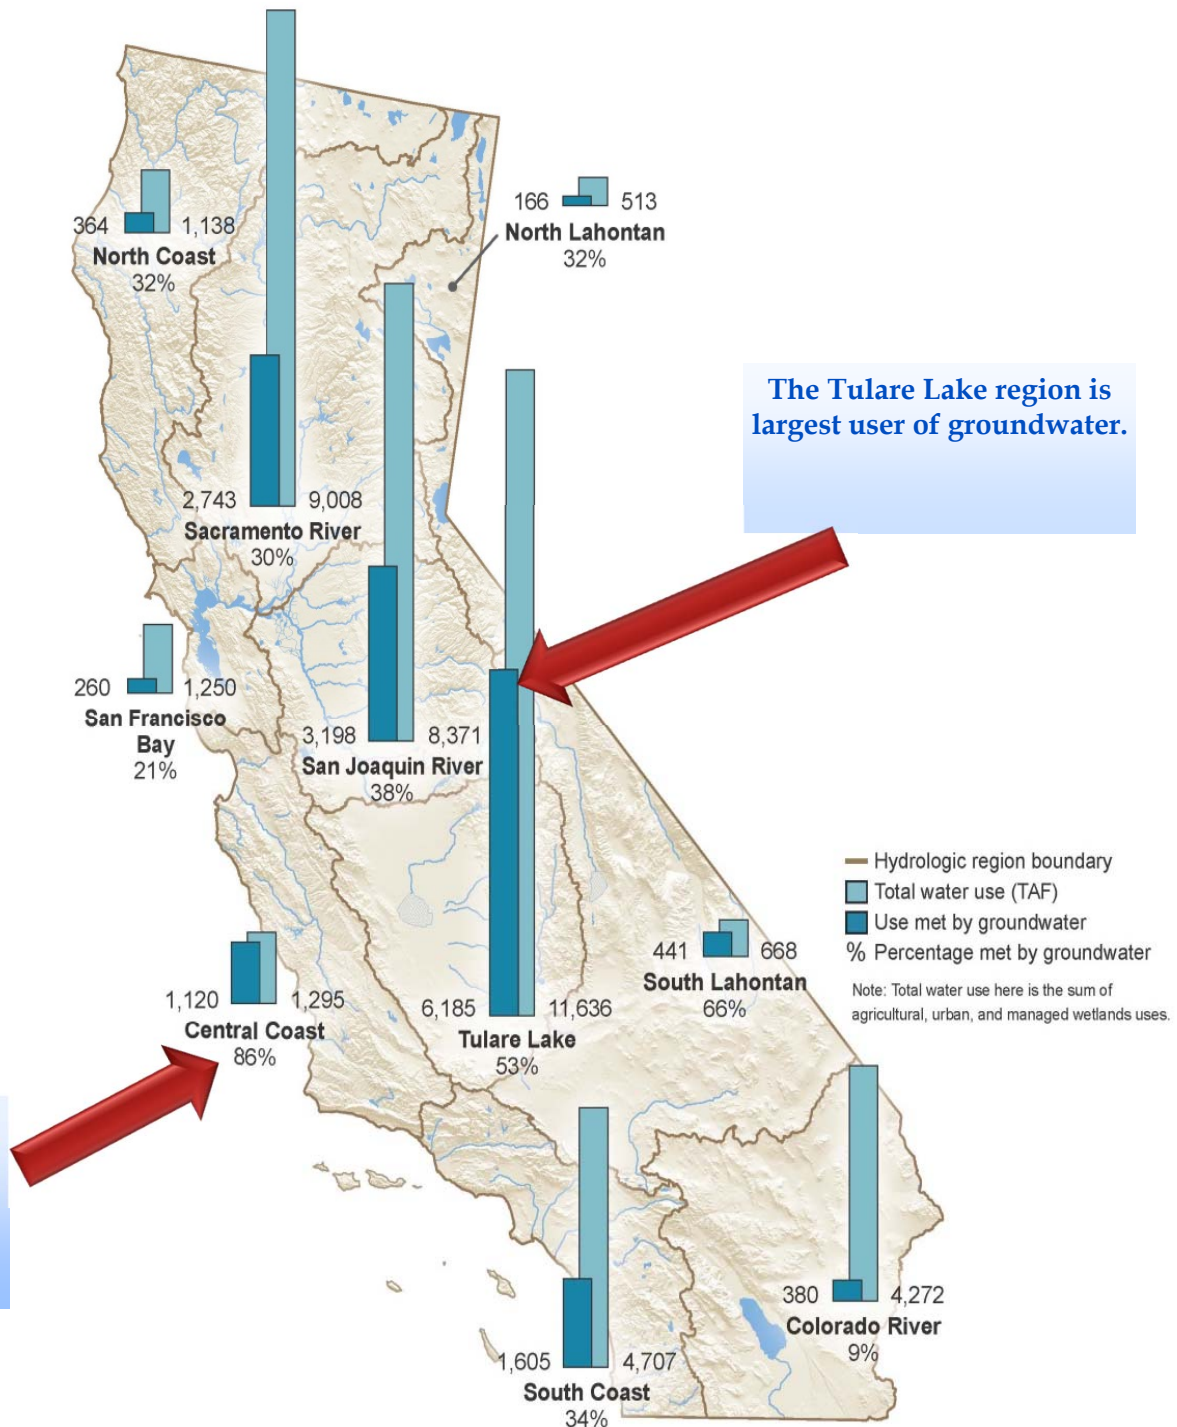 166 513
North Lahontan
32%
364 1,138
North Coast
32%
The Tulare Lake region is
largest user of groundwater.
2,743 9,008
Sacramento River
30%
260 1,250
San Francisco
Bay
21%
3,198 8,371
San Joaquin River
38%
Hydrologic region boundary
Total water use (TAF)
Use met by groundwater
% Percentage met by groundwater
Note: Total water use here is the sum of
agricultural, urban, and managed wetlands uses.
441 668
South Lahontan
66%
1,120 1,295
Central Coast
86%
6,185 11,636
Tulare Lake
53%
380 4,272
Colorado River
9%
1,605 4,707
South Coast
34%